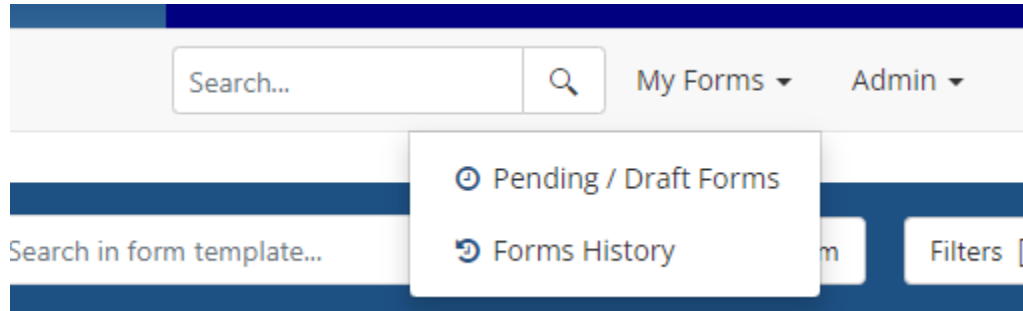 Search...
My Forms
Admin
Pending / Draft Forms
Search in form template...
Forms History
Filters